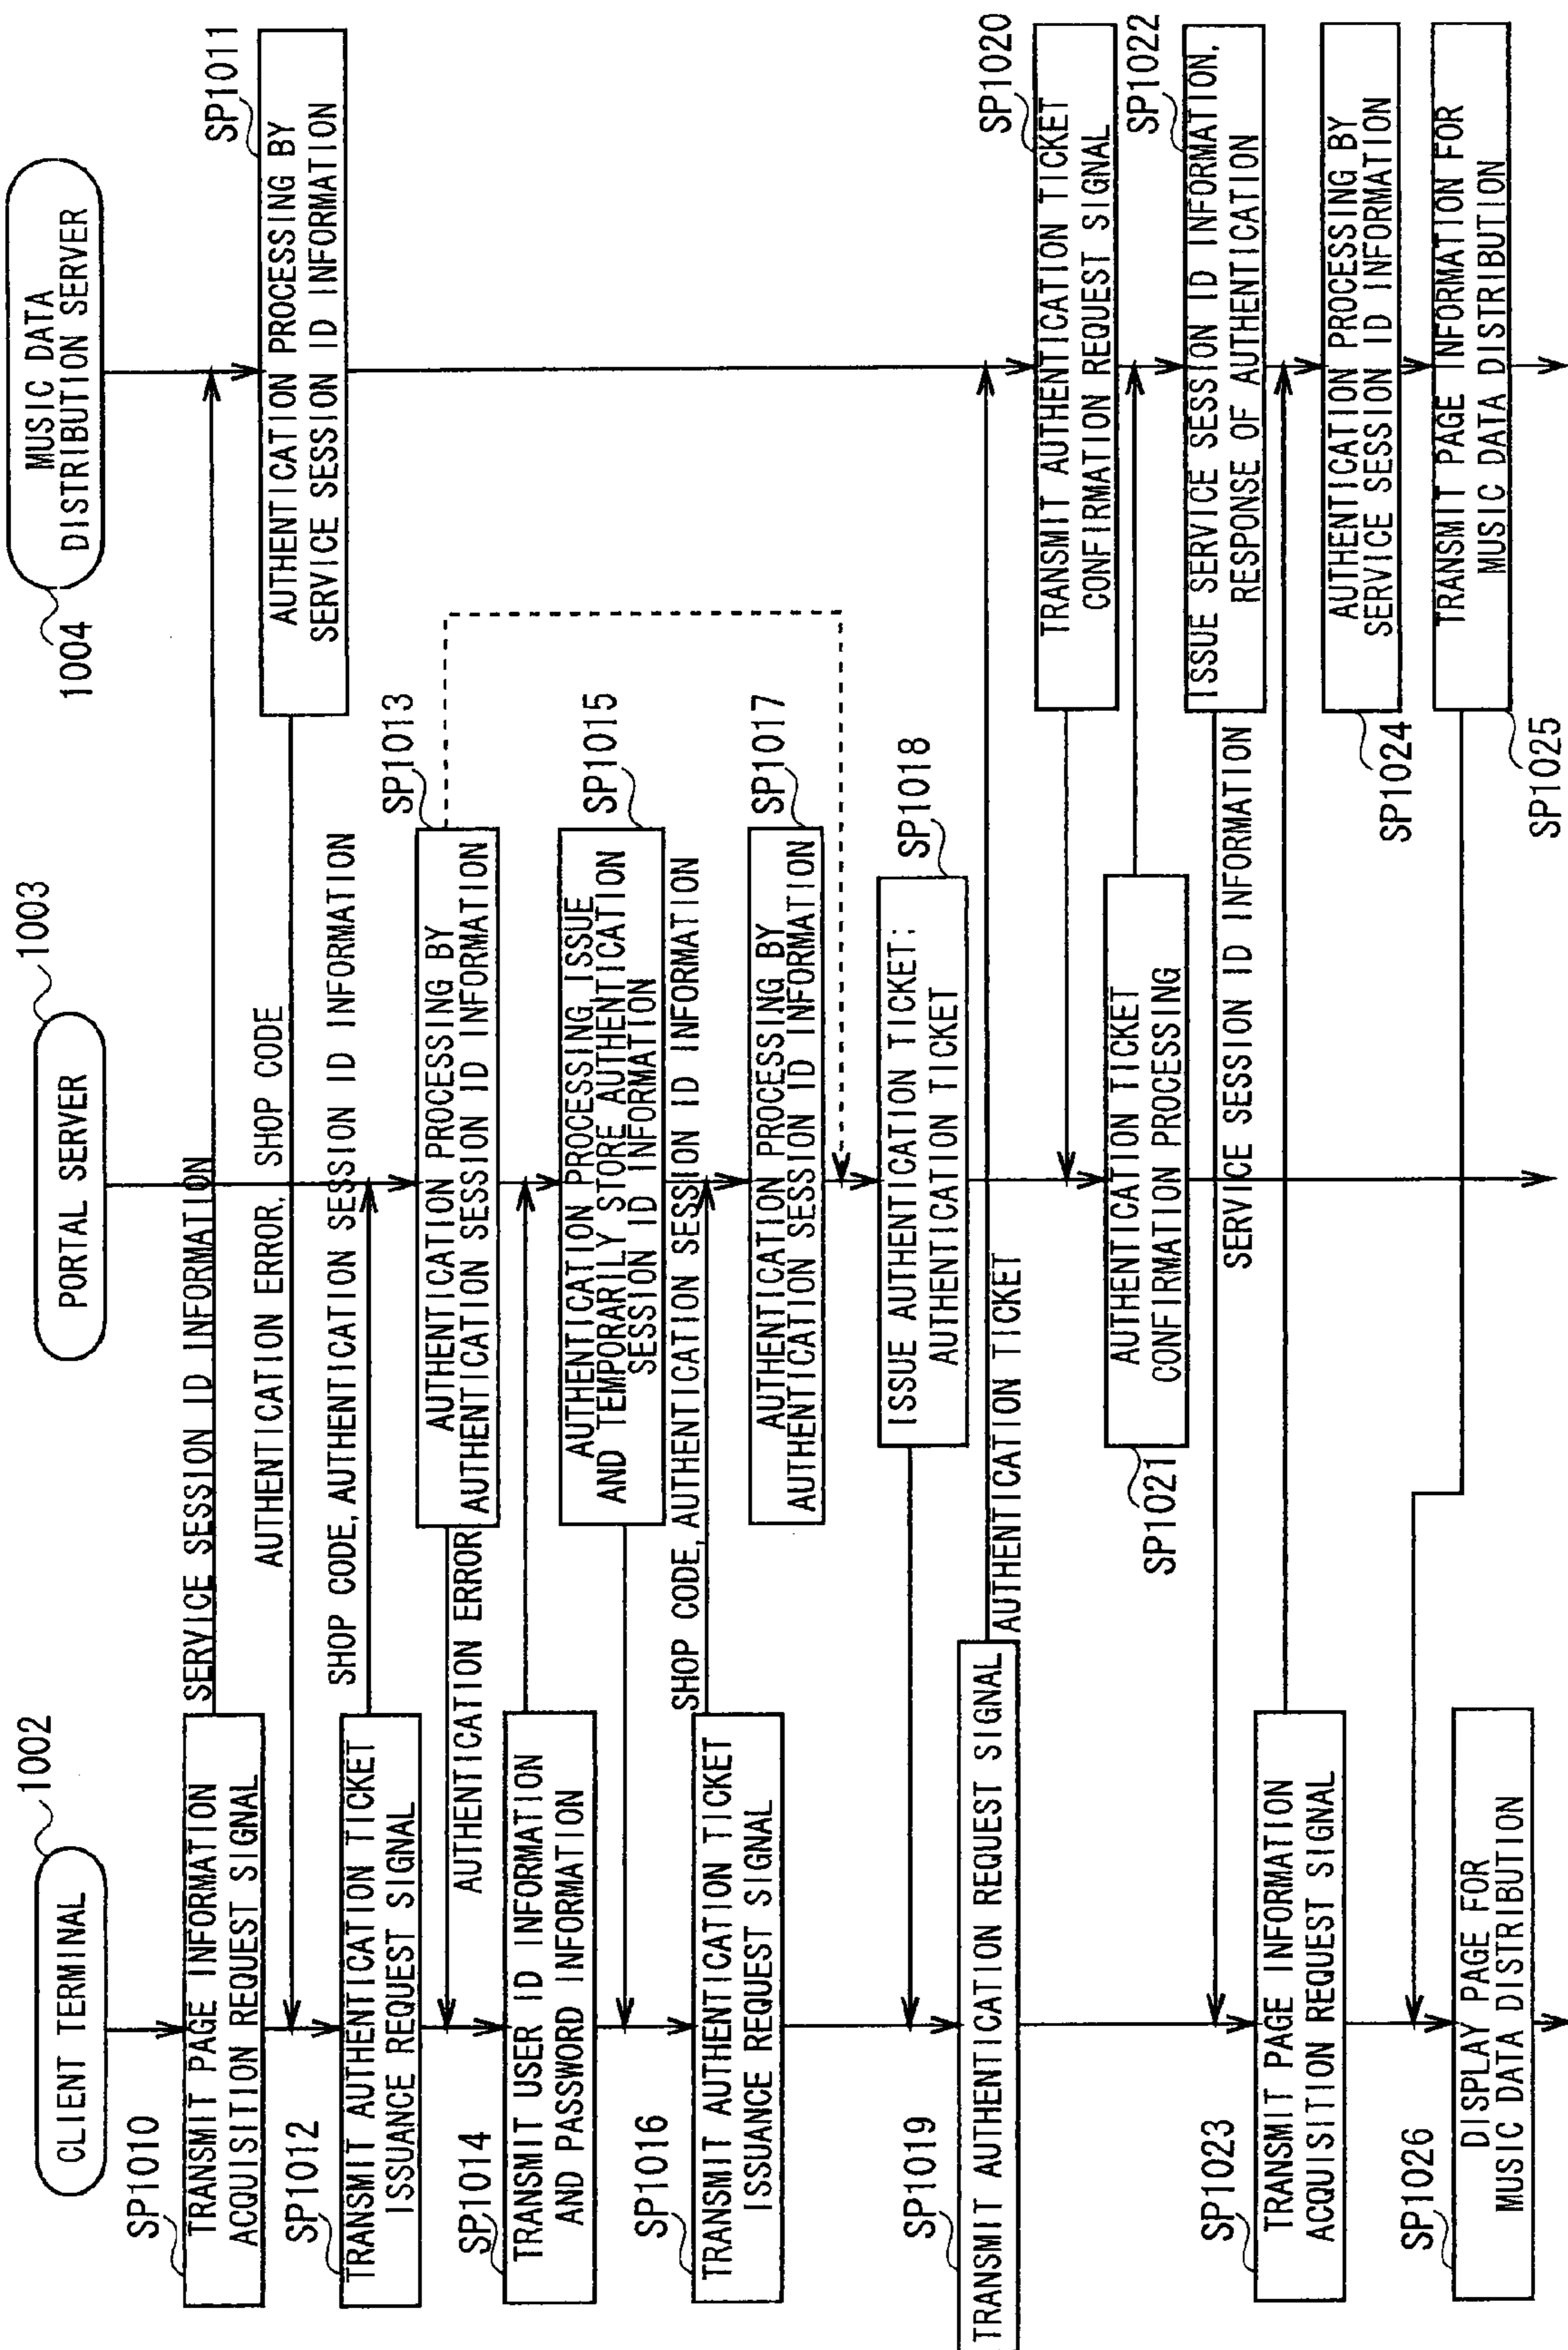 CLIENT TERMINAL
1002
PORTAL SERVER
1003
MUSIC DATA
DISTRIBUTION SERVER
1004
SP1010
TRANSMIT PAGE INFORMATION
ACQUISITION REQUEST SIGNAL
SERVICE SESSION ID INFORMATION
SP1011
AUTHENTICATION PROCESSING BY
SERVICE SESSION ID INFORMATION
AUTHENTICATION ERROR, SHOP CODE
SP1012
TRANSMIT AUTHENTICATION TICKET
ISSUANCE REQUEST SIGNAL
SHOP CODE, AUTHENTICATION SESSION ID INFORMATION
SP1013
AUTHENTICATION PROCESSING BY
AUTHENTICATION SESSION ID INFORMATION
AUTHENTICATION ERROR
SP1014
TRANSMIT USER ID INFORMATION
AND PASSWORD INFORMATION
SP1015
AUTHENTICATION PROCESSING, ISSUE
AND TEMPORARILY STORE AUTHENTICATION
SESSION ID INFORMATION
SP1016
TRANSMIT AUTHENTICATION TICKET
ISSUANCE REQUEST SIGNAL
SHOP CODE, AUTHENTICATION SESSION ID INFORMATION
SP1017
AUTHENTICATION PROCESSING BY
AUTHENTICATION SESSION ID INFORMATION
SP1018
ISSUE AUTHENTICATION TICKET;
AUTHENTICATION TICKET
SP1019
TRANSMIT AUTHENTICATION REQUEST SIGNAL
AUTHENTICATION TICKET
SP1020
TRANSMIT AUTHENTICATION TICKET
CONFIRMATION REQUEST SIGNAL
SP1021
AUTHENTICATION TICKET
CONFIRMATION PROCESSING
SP1022
ISSUE SERVICE SESSION ID INFORMATION,
RESPONSE OF AUTHENTICATION
SERVICE SESSION ID INFORMATION
SP1023
TRANSMIT PAGE INFORMATION
ACQUISITION REQUEST SIGNAL
SP1024
AUTHENTICATION PROCESSING BY
SERVICE SESSION ID INFORMATION
SP1025
TRANSMIT PAGE INFORMATION FOR
MUSIC DATA DISTRIBUTION
SP1026
DISPLAY PAGE FOR
MUSIC DATA DISTRIBUTION